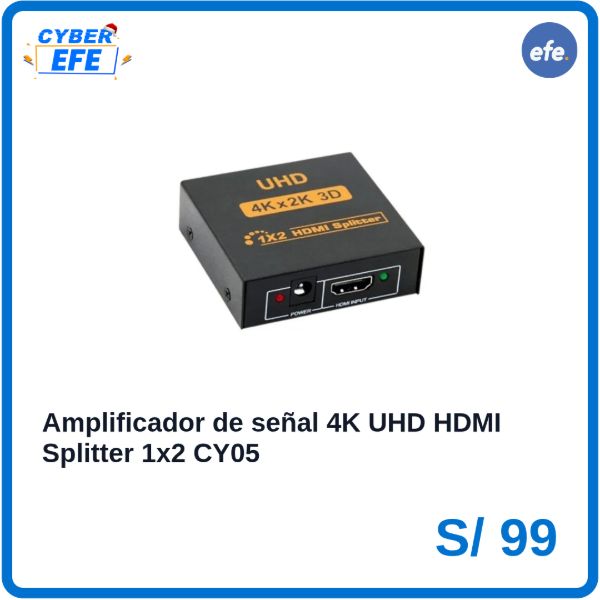 CYBER
EFE
efe.
UHD
4K x 2K 3D
1X2 HDMI Splitter
POWER
HDMI INPUT
Amplificador de señal 4K UHD HDMI
Splitter 1x2 CY05
S/ 99